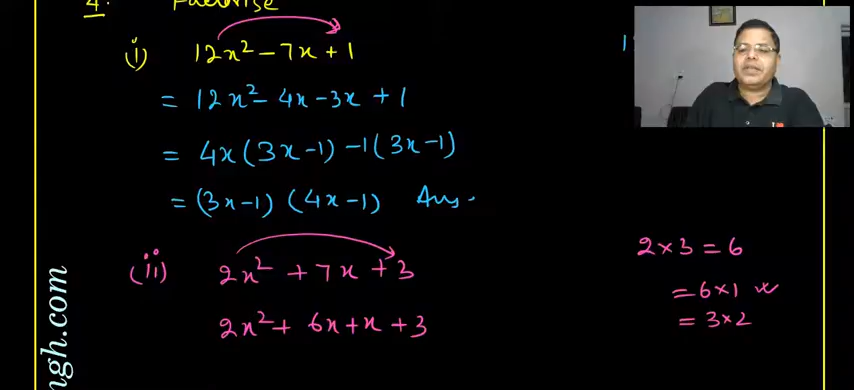 4. Factorise
(i) 12x² - 7x + 1
= 12x² - 4x - 3x + 1
= 4x(3x-1) - 1(3x-1)
= (3x-1) (4x-1) Ans.
(ii) 2x² + 7x + 3
2x² + 6x + x + 3
2×3 = 6
= 6×1
= 3×2
ngh.com